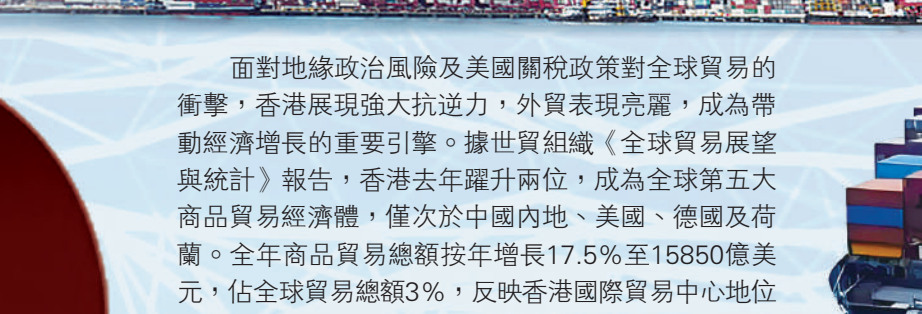 面對地緣政治風險及美國關稅政策對全球貿易的
衝擊，香港展現強大抗逆力，外貿表現亮麗，成為帶
動經濟增長的重要引擎。據世貿組織《全球貿易展望
與統計》報告，香港去年躍升兩位，成為全球第五大
商品貿易經濟體，僅次於中國內地、美國、德國及荷
蘭。全年商品貿易總額按年增長17.5%至15850億美
元，佔全球貿易總額3%，反映香港國際貿易中心地位